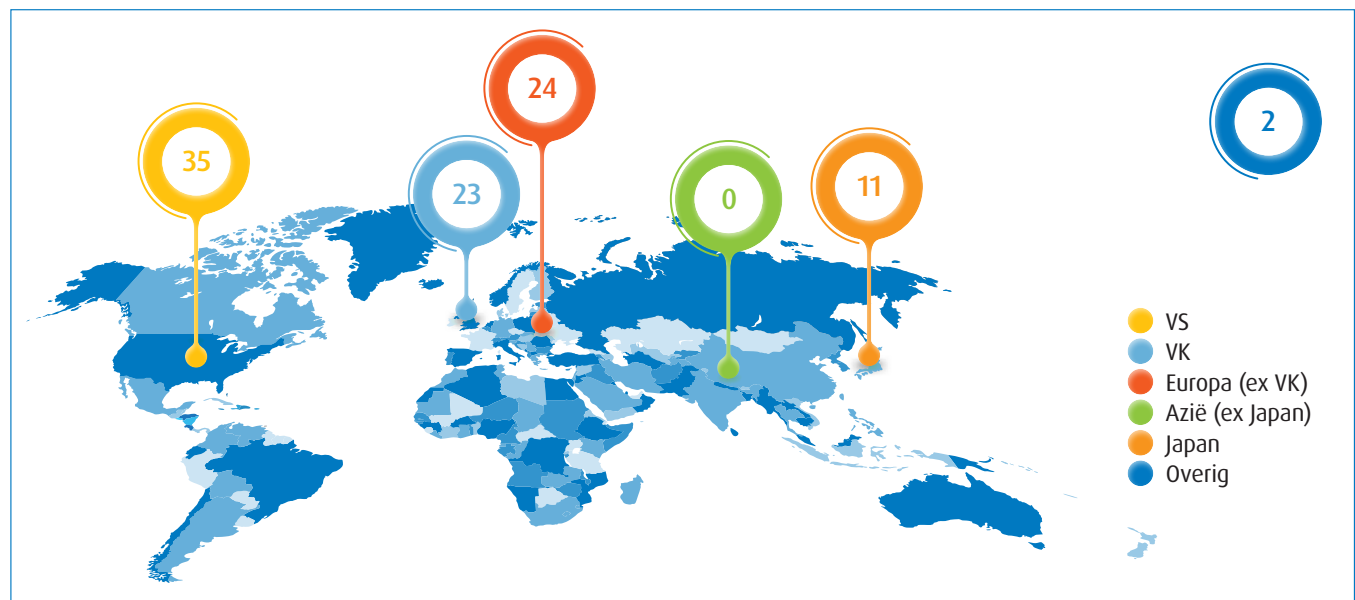 35
23
24
0
11
2
VS
VK
Europa (ex VK)
Azië (ex Japan)
Japan
Overig